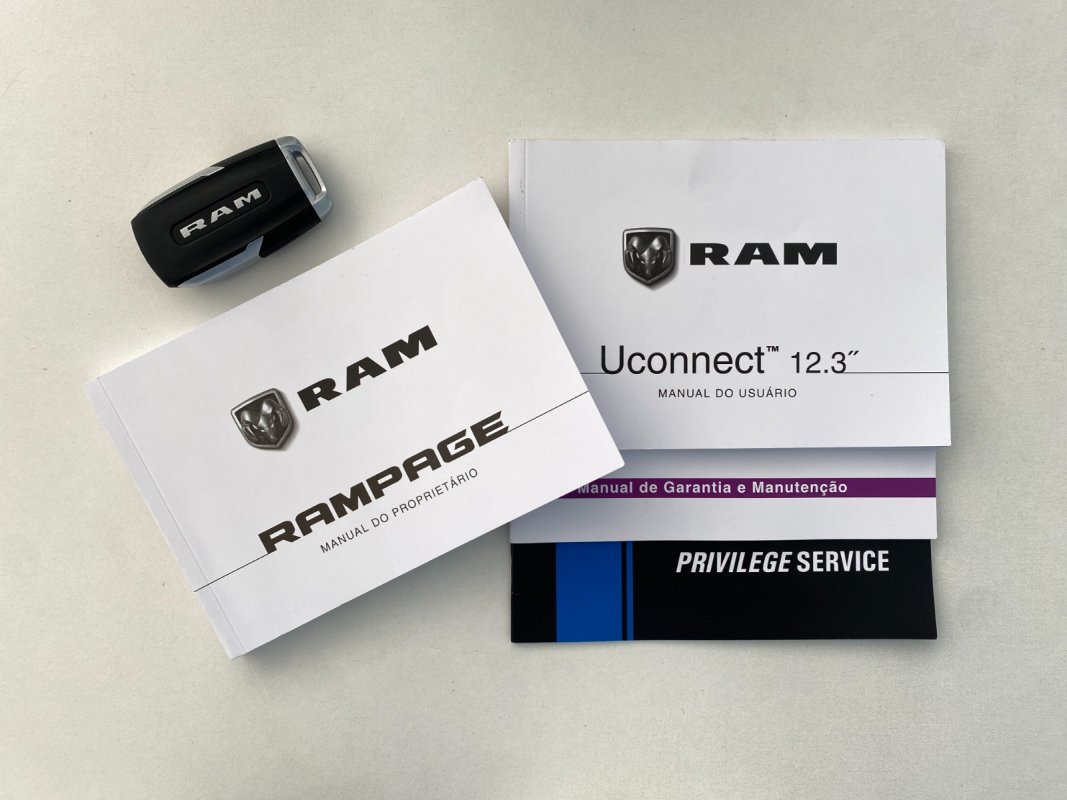 RAM
RAM
RAMPAGE
MANUAL DO PROPRIETÁRIO
RAM
Uconnect™ 12.3″
MANUAL DO USUÁRIO
Manual de Garantia e Manutenção
PRIVILEGE SERVICE